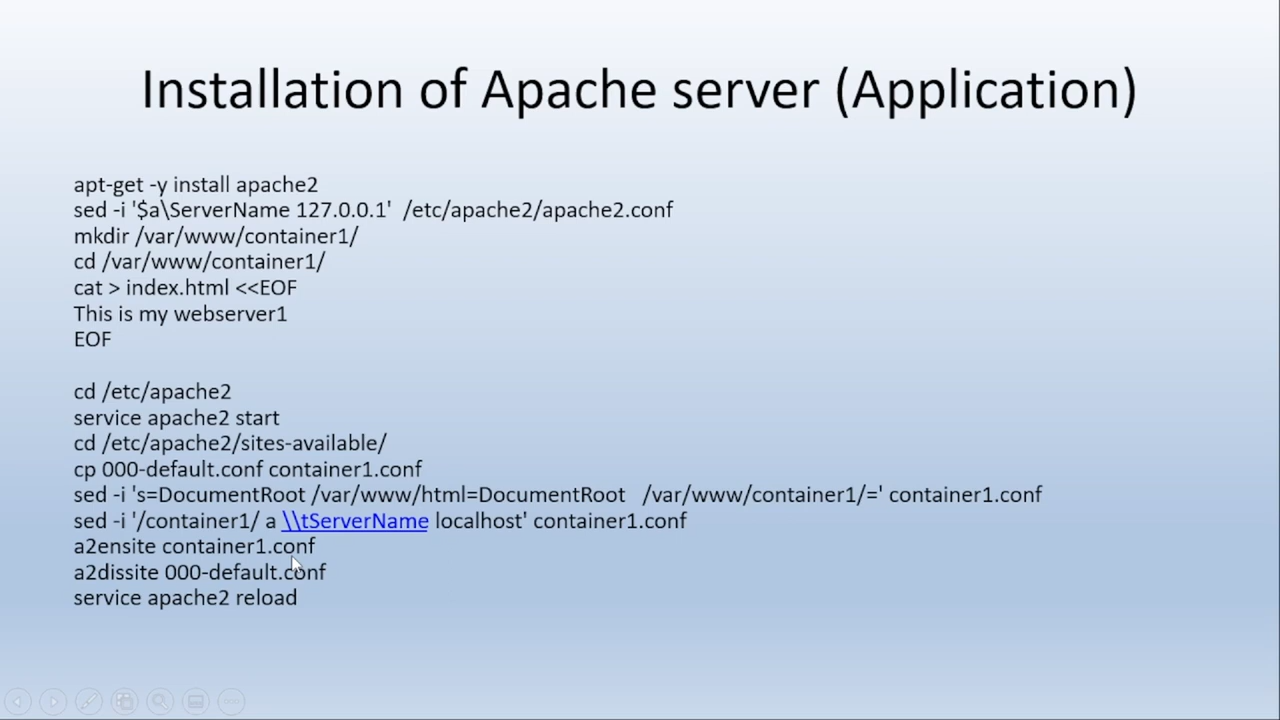 Installation of Apache server (Application)
apt-get -y install apache2
sed -i '$a\ServerName 127.0.0.1'  /etc/apache2/apache2.conf
mkdir /var/www/container1/
cd /var/www/container1/
cat > index.html <<EOF
This is my webserver1
EOF
cd /etc/apache2
service apache2 start
cd /etc/apache2/sites-available/
cp 000-default.conf container1.conf
sed -i 's=DocumentRoot /var/www/html=DocumentRoot   /var/www/container1/=' container1.conf
sed -i '/container1/ a \\tServerName localhost' container1.conf
a2ensite container1.conf
a2dissite 000-default.conf
service apache2 reload